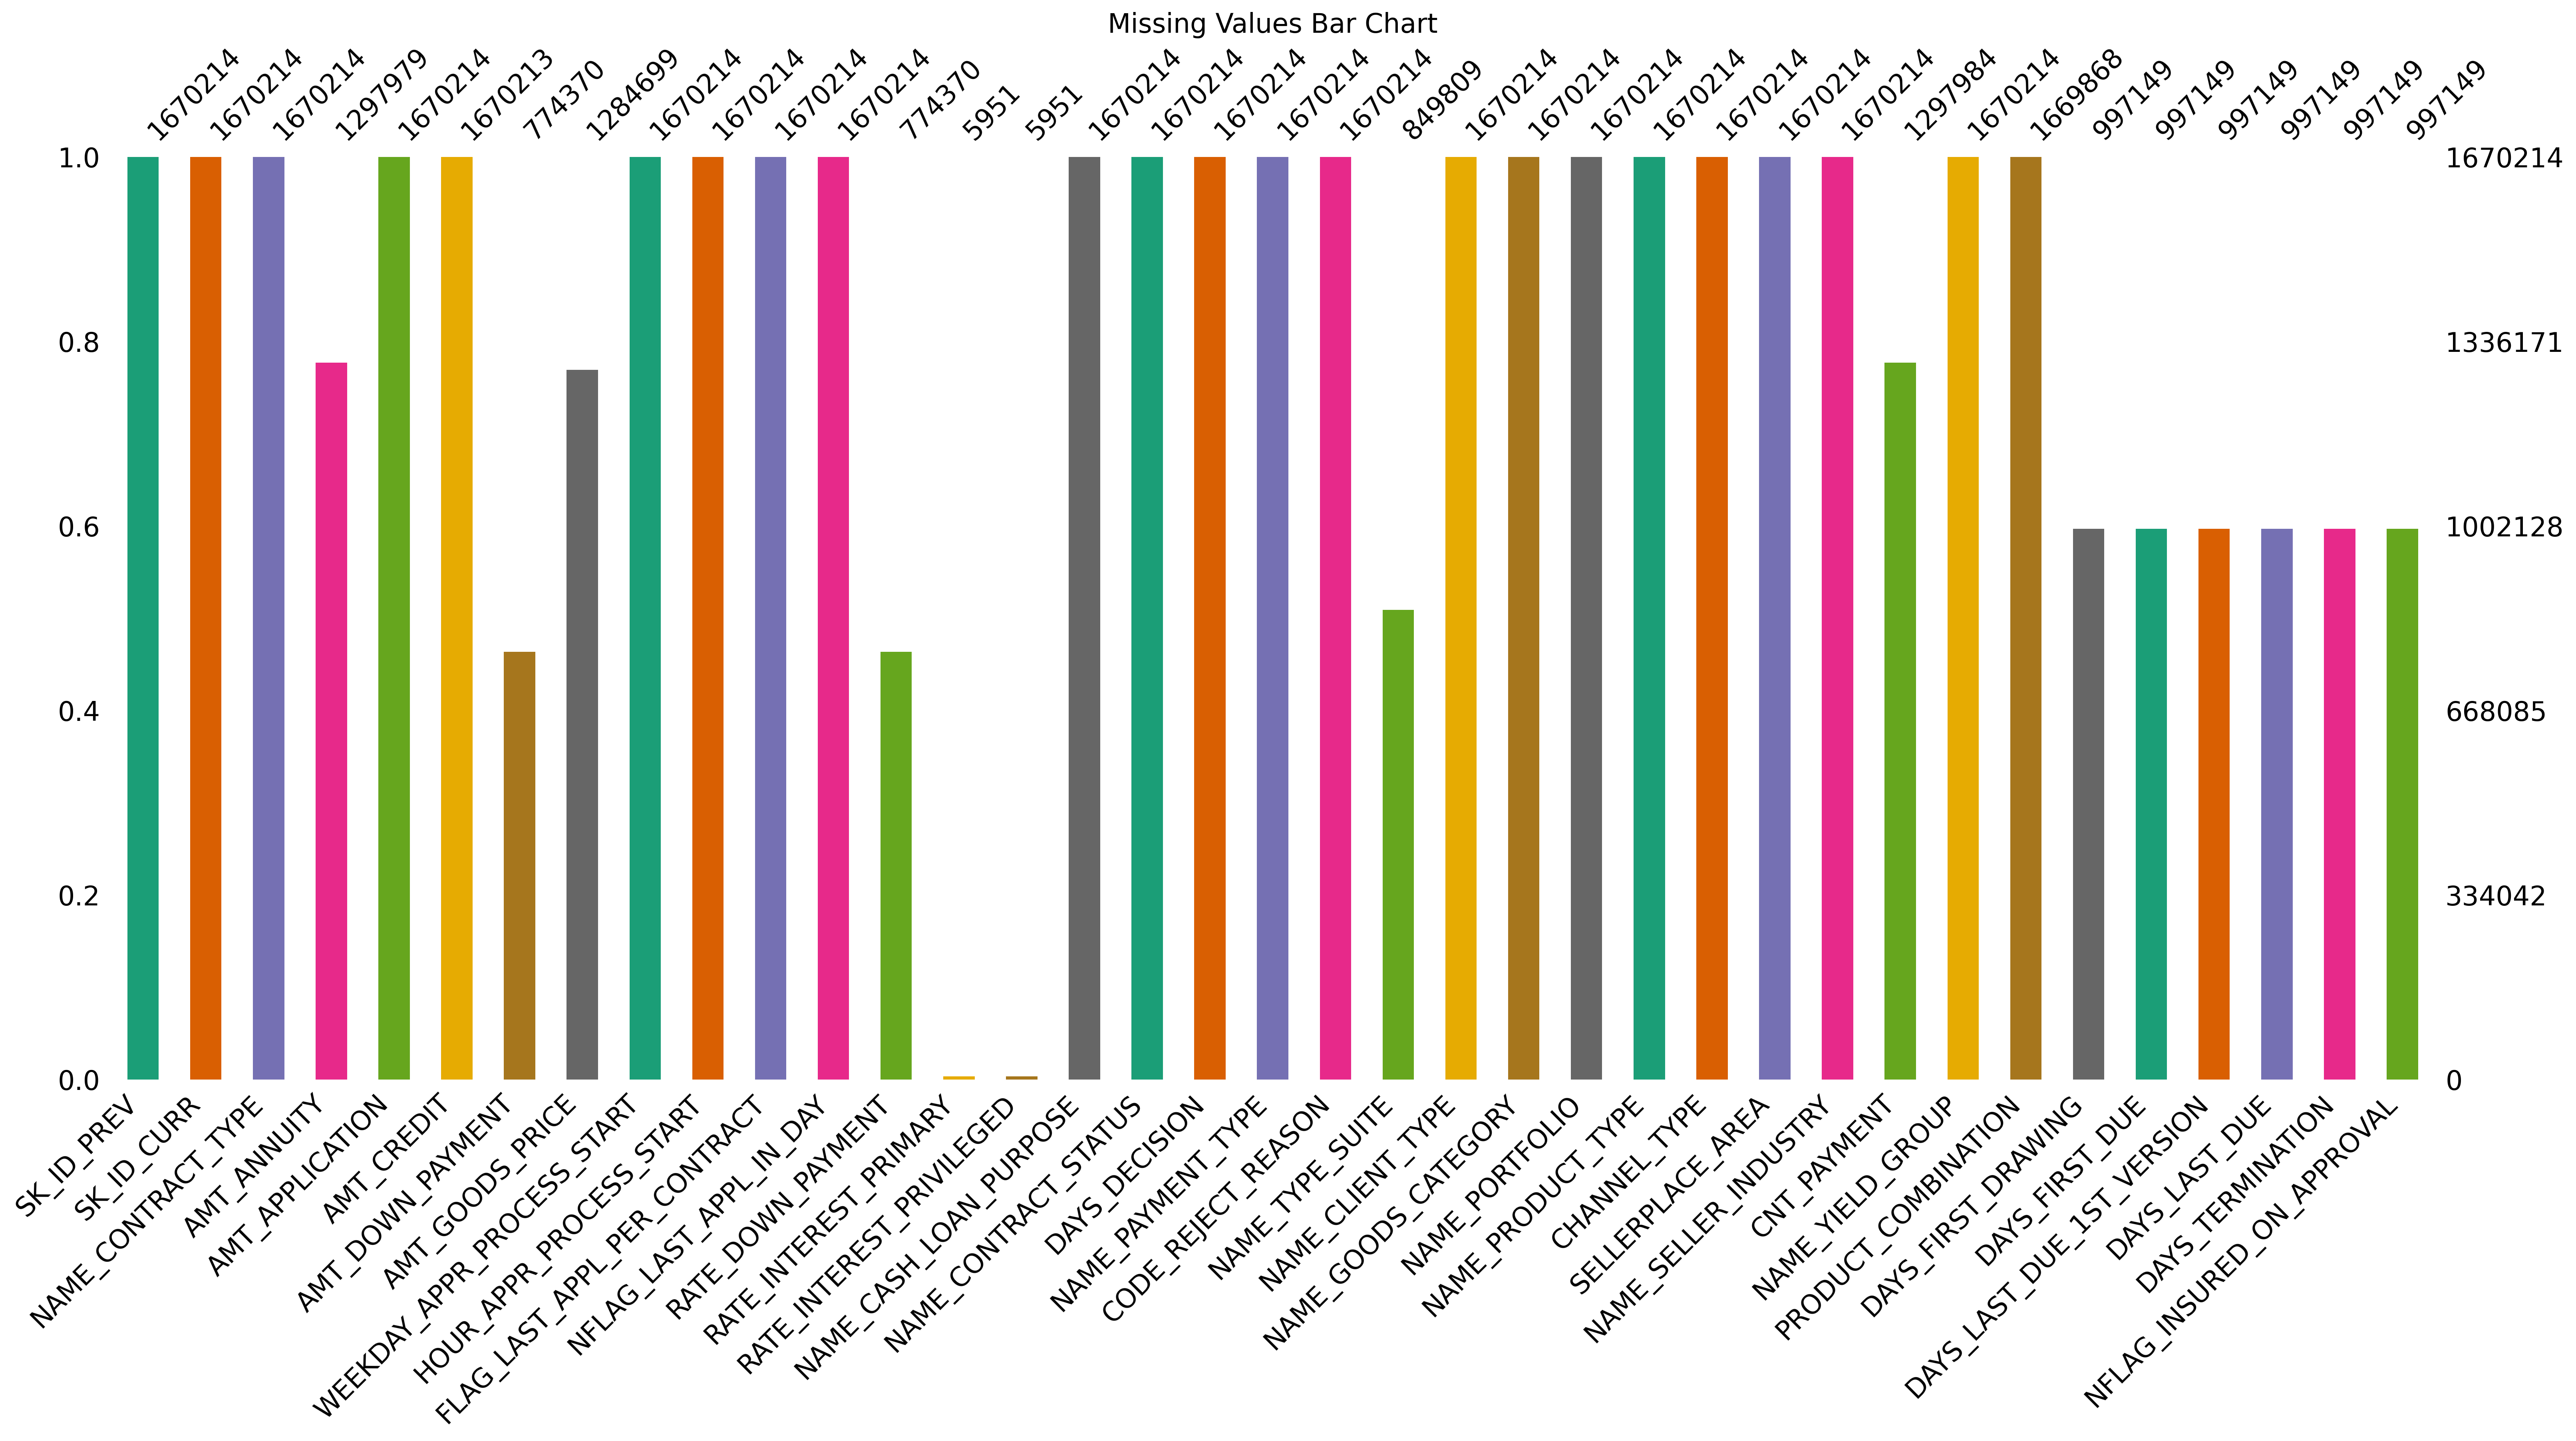 Missing Values Bar Chart
1670214
1670214
1670214
1297979
1670214
1670213
774370
1284699
1670214
1670214
1670214
1670214
774370
5951
5951
1670214
1670214
1670214
1670214
1670214
849809
1670214
1670214
1670214
1670214
1670214
1670214
1670214
1297984
1670214
1669868
997149
997149
997149
997149
997149
997149
1.0
0.8
0.6
0.4
0.2
0.0
1670214
1336171
1002128
668085
334042
0
SK_ID_PREV
SK_ID_CURR
NAME_CONTRACT_TYPE
AMT_ANNUITY
AMT_APPLICATION
AMT_CREDIT
AMT_DOWN_PAYMENT
AMT_GOODS_PRICE
WEEKDAY_APPR_PROCESS_START
HOUR_APPR_PROCESS_START
FLAG_LAST_APPL_PER_CONTRACT
NFLAG_LAST_APPL_IN_DAY
RATE_DOWN_PAYMENT
RATE_INTEREST_PRIMARY
RATE_INTEREST_PRIVILEGED
NAME_CASH_LOAN_PURPOSE
NAME_CONTRACT_STATUS
DAYS_DECISION
NAME_PAYMENT_TYPE
CODE_REJECT_REASON
NAME_TYPE_SUITE
NAME_CLIENT_TYPE
NAME_GOODS_CATEGORY
NAME_PORTFOLIO
NAME_PRODUCT_TYPE
CHANNEL_TYPE
SELLERPLACE_AREA
NAME_SELLER_INDUSTRY
CNT_PAYMENT
NAME_YIELD_GROUP
PRODUCT_COMBINATION
DAYS_FIRST_DRAWING
DAYS_FIRST_DUE
DAYS_LAST_DUE_1ST_VERSION
DAYS_LAST_DUE
DAYS_TERMINATION
NFLAG_INSURED_ON_APPROVAL